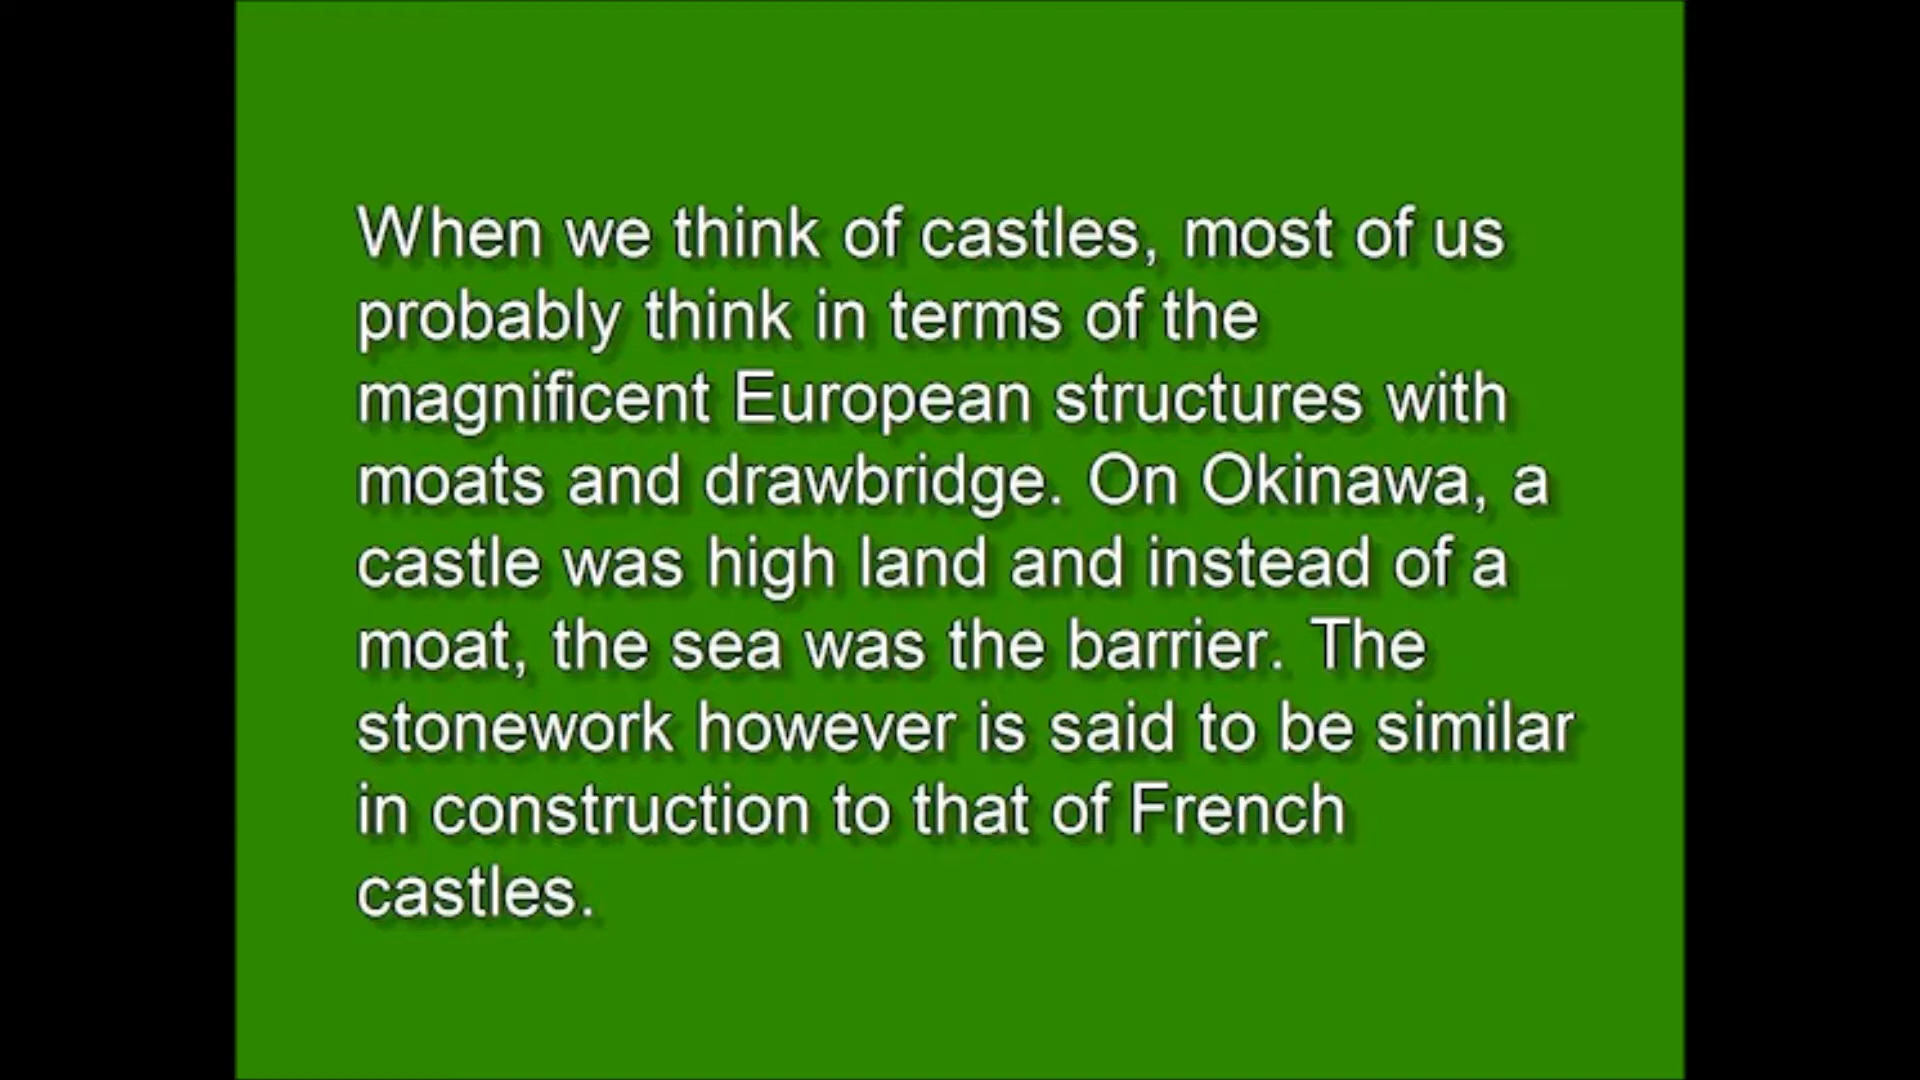 When we think of castles, most of us
probably think in terms of the
magnificent European structures with
moats and drawbridge. On Okinawa, a
castle was high land and instead of a
moat, the sea was the barrier. The
stonework however is said to be similar
in construction to that of French
castles.